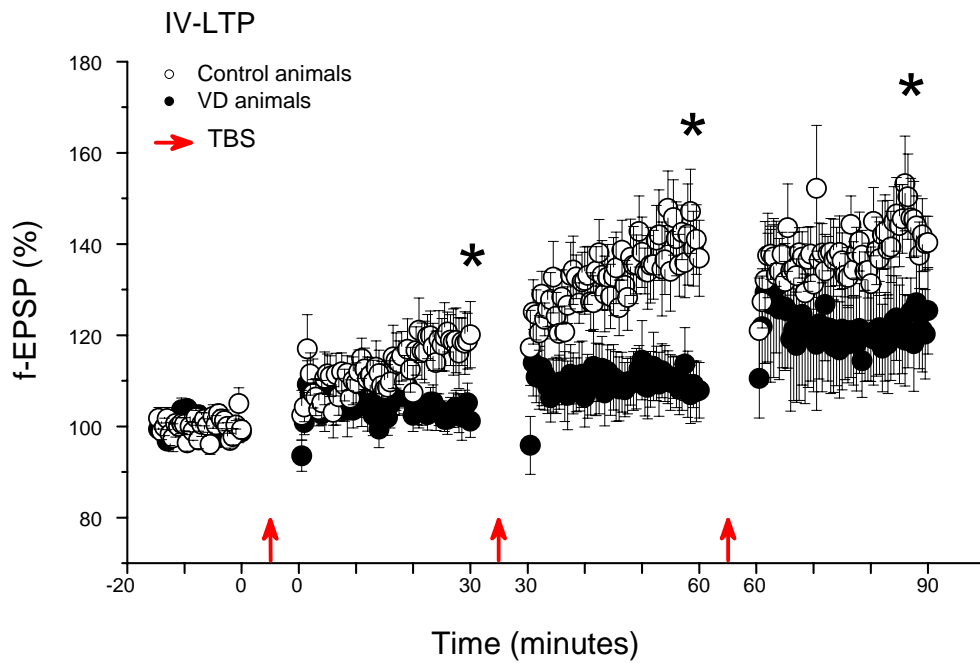 IV-LTP
Control animals
VD animals
TBS
f-EPSP (%)
180
160
140
120
100
80
-20 0 0 30 30 60 60 90
Time (minutes)
* * *